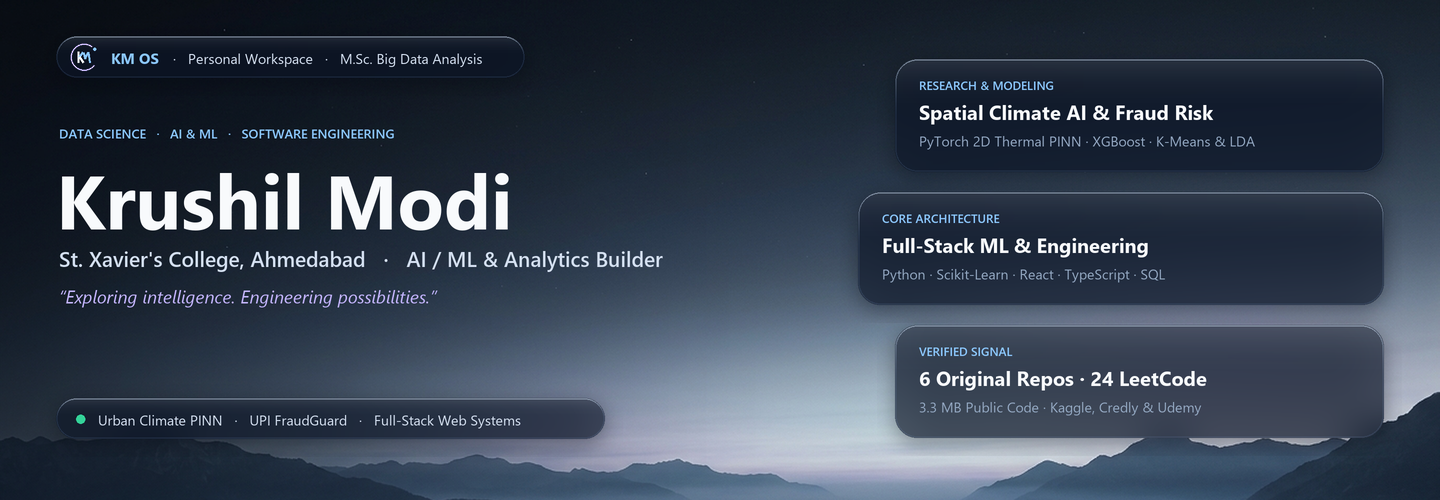 KM KM OS · Personal Workspace · M.Sc. Big Data Analysis
DATA SCIENCE · AI & ML · SOFTWARE ENGINEERING
Krushil Modi
St. Xavier's College, Ahmedabad · AI / ML & Analytics Builder
“Exploring intelligence. Engineering possibilities.”
Urban Climate PINN · UPI FraudGuard · Full-Stack Web Systems
RESEARCH & MODELING
Spatial Climate AI & Fraud Risk
PyTorch 2D Thermal PINN · XGBoost · K-Means & LDA
CORE ARCHITECTURE
Full-Stack ML & Engineering
Python · Scikit-Learn · React · TypeScript · SQL
VERIFIED SIGNAL
6 Original Repos · 24 LeetCode
3.3 MB Public Code · Kaggle, Credly & Udemy